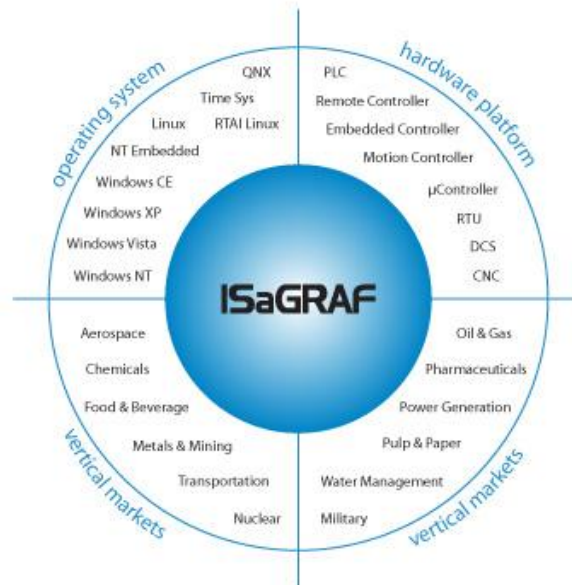 operating system
QNX
Time Sys
Linux
RTAI Linux
NT Embedded
Windows CE
Windows XP
Windows Vista
Windows NT
hardware platform
PLC
Remote Controller
Embedded Controller
Motion Controller
µController
RTU
DCS
CNC
ISaGRAF
Aerospace
Chemicals
Food & Beverage
Metals & Mining
Transportation
Nuclear
vertical markets
Oil & Gas
Pharmaceuticals
Power Generation
Pulp & Paper
Water Management
Military
vertical markets